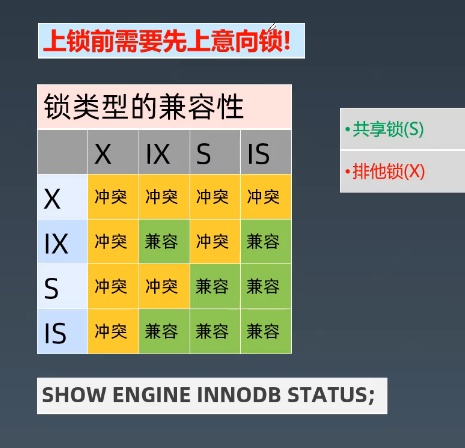 上锁前需要先上意向锁!
锁类型的兼容性
X IX S IS
X 冲突 冲突 冲突 冲突
IX 冲突 兼容 冲突 兼容
S 冲突 冲突 兼容 兼容
IS 冲突 兼容 兼容 兼容
•共享锁(S)
•排他锁(X)
SHOW ENGINE INNODB STATUS;